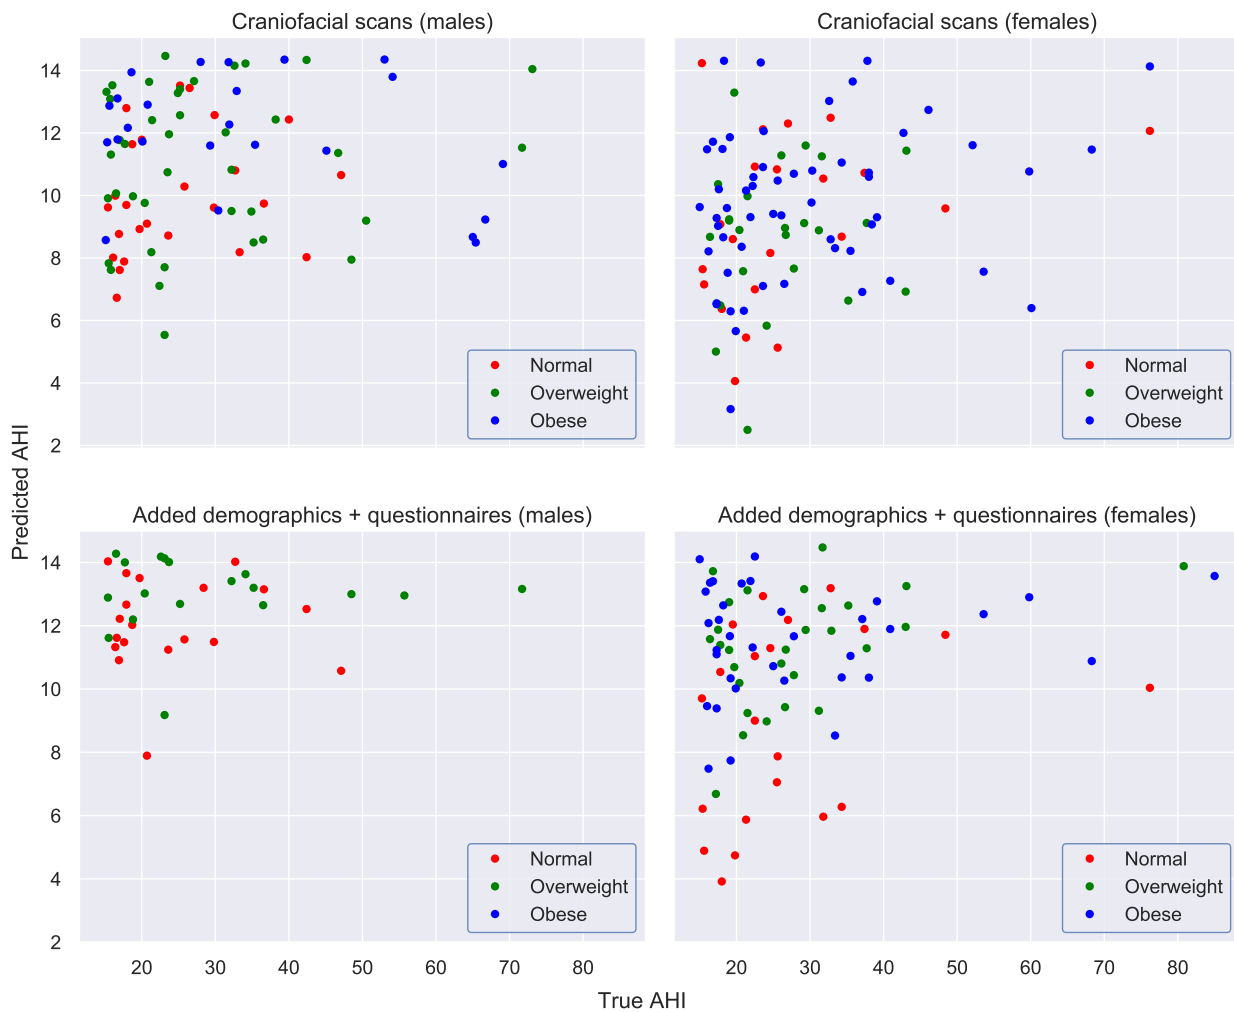 Craniofacial scans (males)
Craniofacial scans (females)
14
12
10
8
6
4
2
Normal
Overweight
Obese
Normal
Overweight
Obese
Predicted AHI
Added demographics + questionnaires (males)
Added demographics + questionnaires (females)
14
12
10
8
6
4
2
Normal
Overweight
Obese
Normal
Overweight
Obese
20 30 40 50 60 70 80
20 30 40 50 60 70 80
True AHI